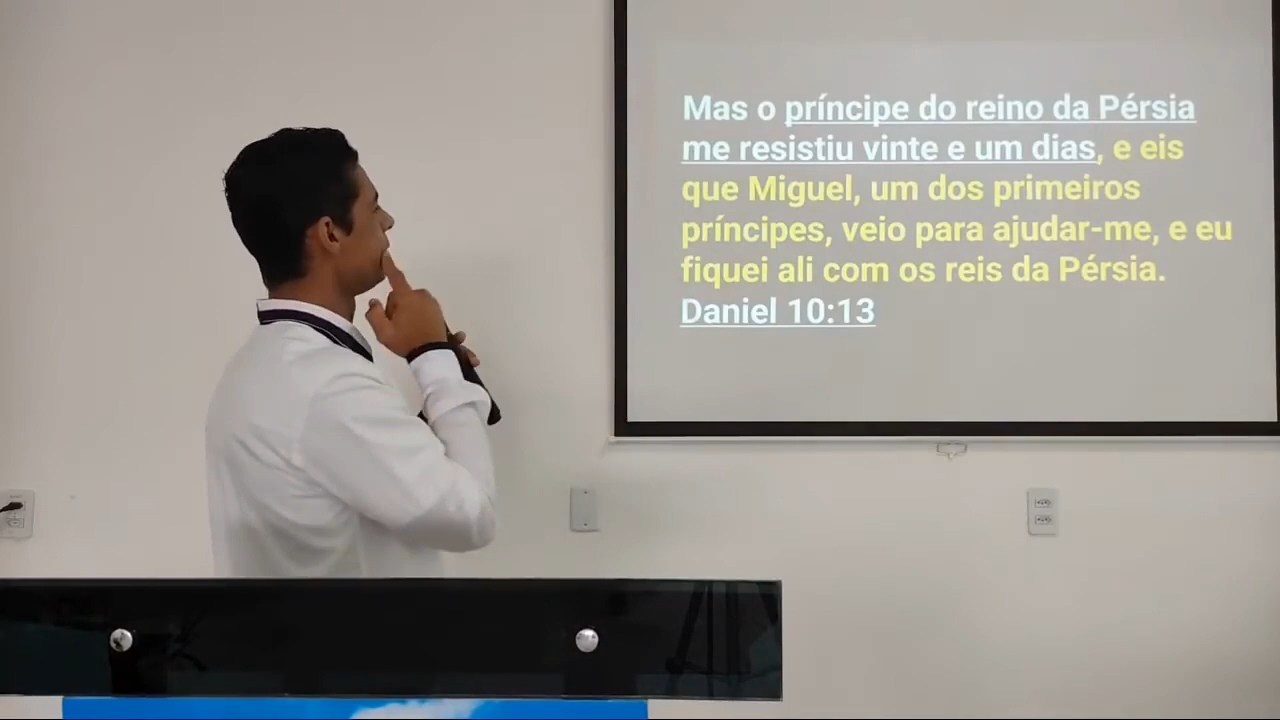 Mas o príncipe do reino da Pérsia
me resistiu vinte e um dias, e eis
que Miguel, um dos primeiros
príncipes, veio para ajudar-me, e eu
fiquei ali com os reis da Pérsia.
Daniel 10:13